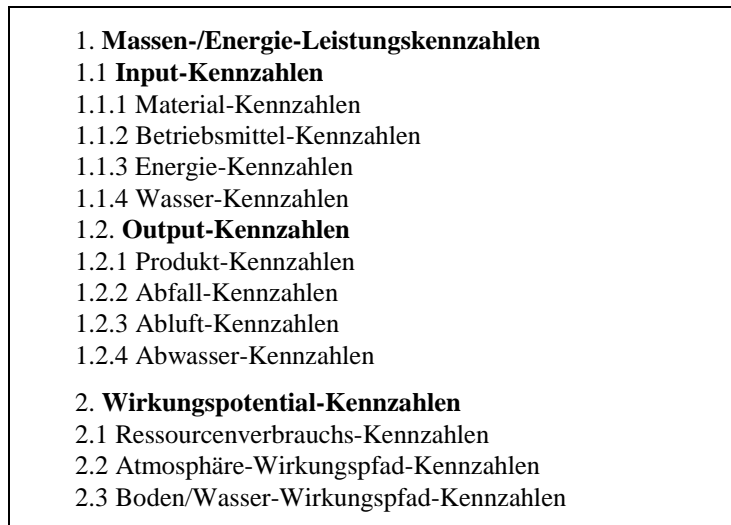 1. Massen-/Energie-Leistungskennzahlen
1.1 Input-Kennzahlen
1.1.1 Material-Kennzahlen
1.1.2 Betriebsmittel-Kennzahlen
1.1.3 Energie-Kennzahlen
1.1.4 Wasser-Kennzahlen
1.2. Output-Kennzahlen
1.2.1 Produkt-Kennzahlen
1.2.2 Abfall-Kennzahlen
1.2.3 Abluft-Kennzahlen
1.2.4 Abwasser-Kennzahlen
2. Wirkungspotential-Kennzahlen
2.1 Ressourcenverbrauchs-Kennzahlen
2.2 Atmosphäre-Wirkungspfad-Kennzahlen
2.3 Boden/Wasser-Wirkungspfad-Kennzahlen